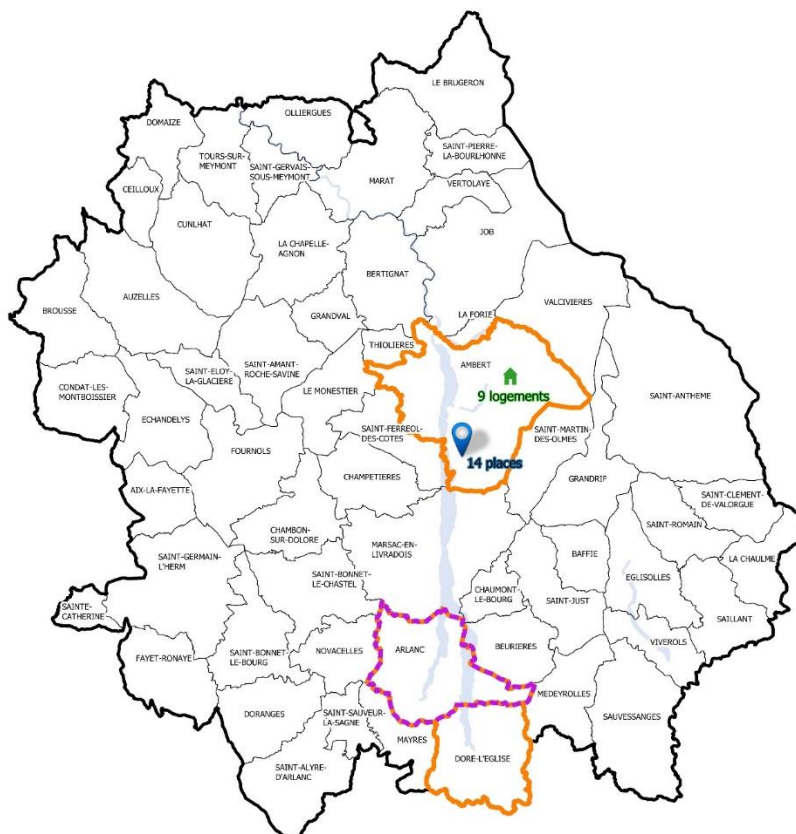 LE BRUGERON
OLLIERGUES
DOMAIZE
TOURS-SUR-
MEYMONT
SAINT-GERVAIS-
SOUS-MEYMONT
SAINT-PIERRE-
LA-BOURLHONNE
MARAT
VERTOLAYE
CEILLOUX
CUNLHAT
JOB
LA CHAPELLE-
AGNON
BERTIGNAT
AUZELLES
VALCIVIERES
BROUSSE
GRANDVAL
LA FORIE
THIOLIERES
SAINT-AMANT-
ROCHE-SAVINE
AMBERT
SAINT-ELOY-
LA-GLACIERE
CONDAT-LES-
MONTBOISSIER
LE MONESTIER
9 logements
SAINT-ANTHEME
ECHANDELYS
SAINT-FERREOL-
DES-COTES
SAINT-MARTIN-
DES-OLMES
FOURNOLS
14 places
CHAMPETIERES
GRANDRIF
AIX-LA-FAYETTE
SAINT-CLEMENT-
DE-VALORGUE
SAINT-ROMAIN
CHAMBON-
SUR-DOLORE
MARSAC-EN-
LIVRADOIS
SAINT-GERMAIN-
L'HERM
BAFFIE
LA CHAULME
SAINT-BONNET-
LE-CHASTEL
EGLISOLLES
CHAUMONT-
LE-BOURG
SAINT-JUST
SAINTE-
CATHERINE
SAILLANT
VIVEROLS
SAINT-BONNET-
LE-BOURG
NOVACELLES
ARLANC
BEURIERES
FAYET-RONAYE
MEDEYROLLES
DORANGES
SAINT-SAUVEUR-
LA-SAGNE
SAUVESSANGES
MAYRES
DORE-L'EGLISE
SAINT-ALYRE-
D'ARLANC